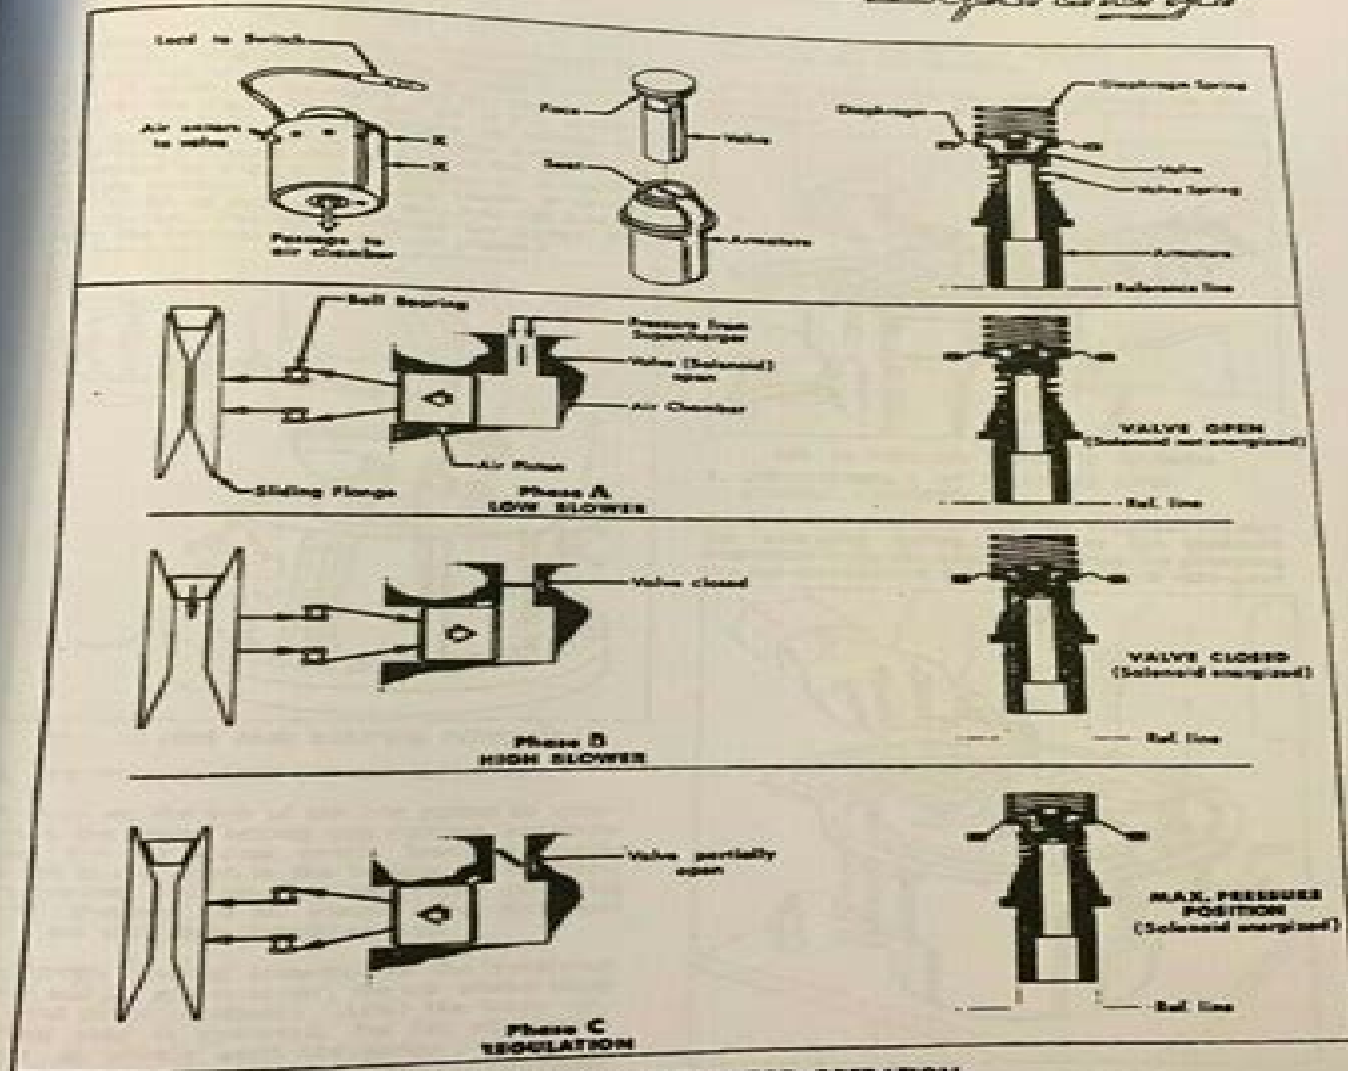 Lead to Switch
Air enters
to valve
X
X
Passage to
air chamber
Face
Valve
Seat
Armature
Diaphragm Spring
Diaphragm
Valve
Valve Spring
Armature
Reference line
Ball Bearing
Pressure from
Supercharger
Valve (Solenoid)
open
Air Chamber
Air Piston
Sliding Flange
Phase A
LOW BLOWER
VALVE OPEN
(Solenoid not energized)
Ref. line
Valve closed
Phase B
HIGH BLOWER
VALVE CLOSED
(Solenoid energized)
Ref. line
Valve partially
open
Phase C
REGULATION
MAX. PRESSURE
POSITION
(Solenoid energized)
Ref. line
OPERATION